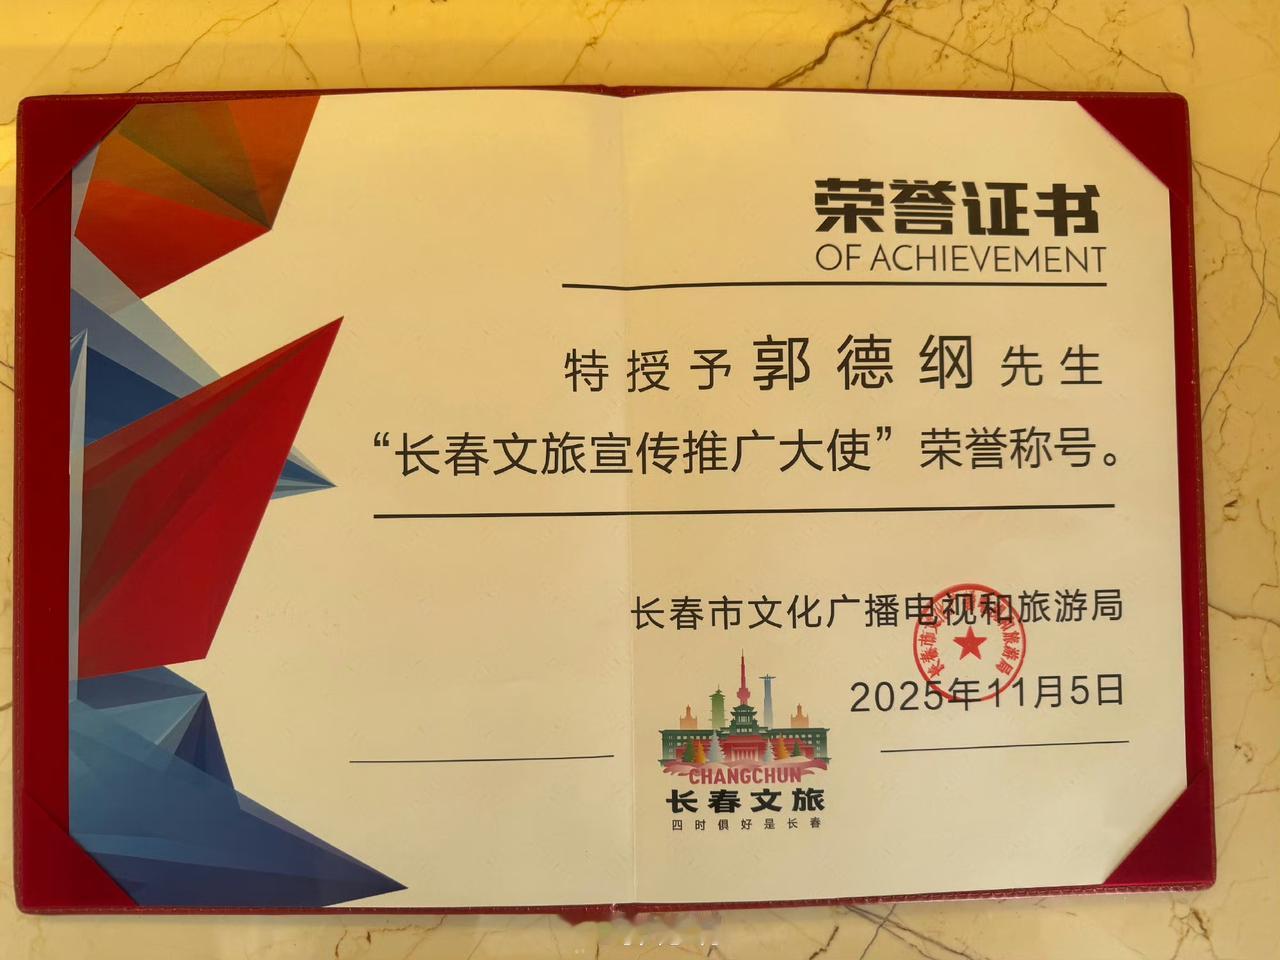 荣誉证书
OF ACHIEVEMENT
特授予郭德纲先生
“长春文旅宣传推广大使”荣誉称号。
长春市文化广播电视和旅游局
2025年11月5日
CHANGCHUN
长春文旅
四时俱好是长春